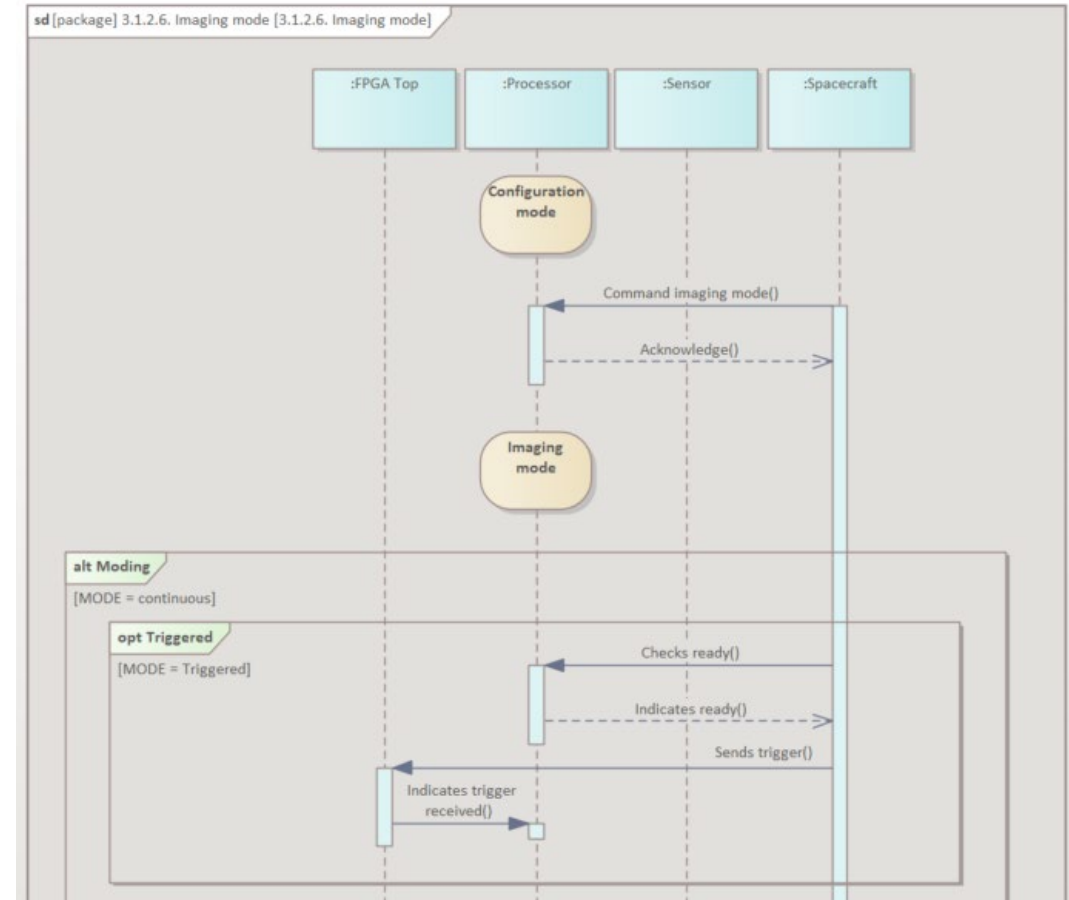 sd [package] 3.1.2.6. Imaging mode [3.1.2.6. Imaging mode]
:FPGA Top
:Processor
:Sensor
:Spacecraft
Configuration
mode
Command imaging mode()
Acknowledge()
Imaging
mode
alt Moding
[MODE = continuous]
opt Triggered
[MODE = Triggered]
Checks ready()
Indicates ready()
Sends trigger()
Indicates trigger
received()